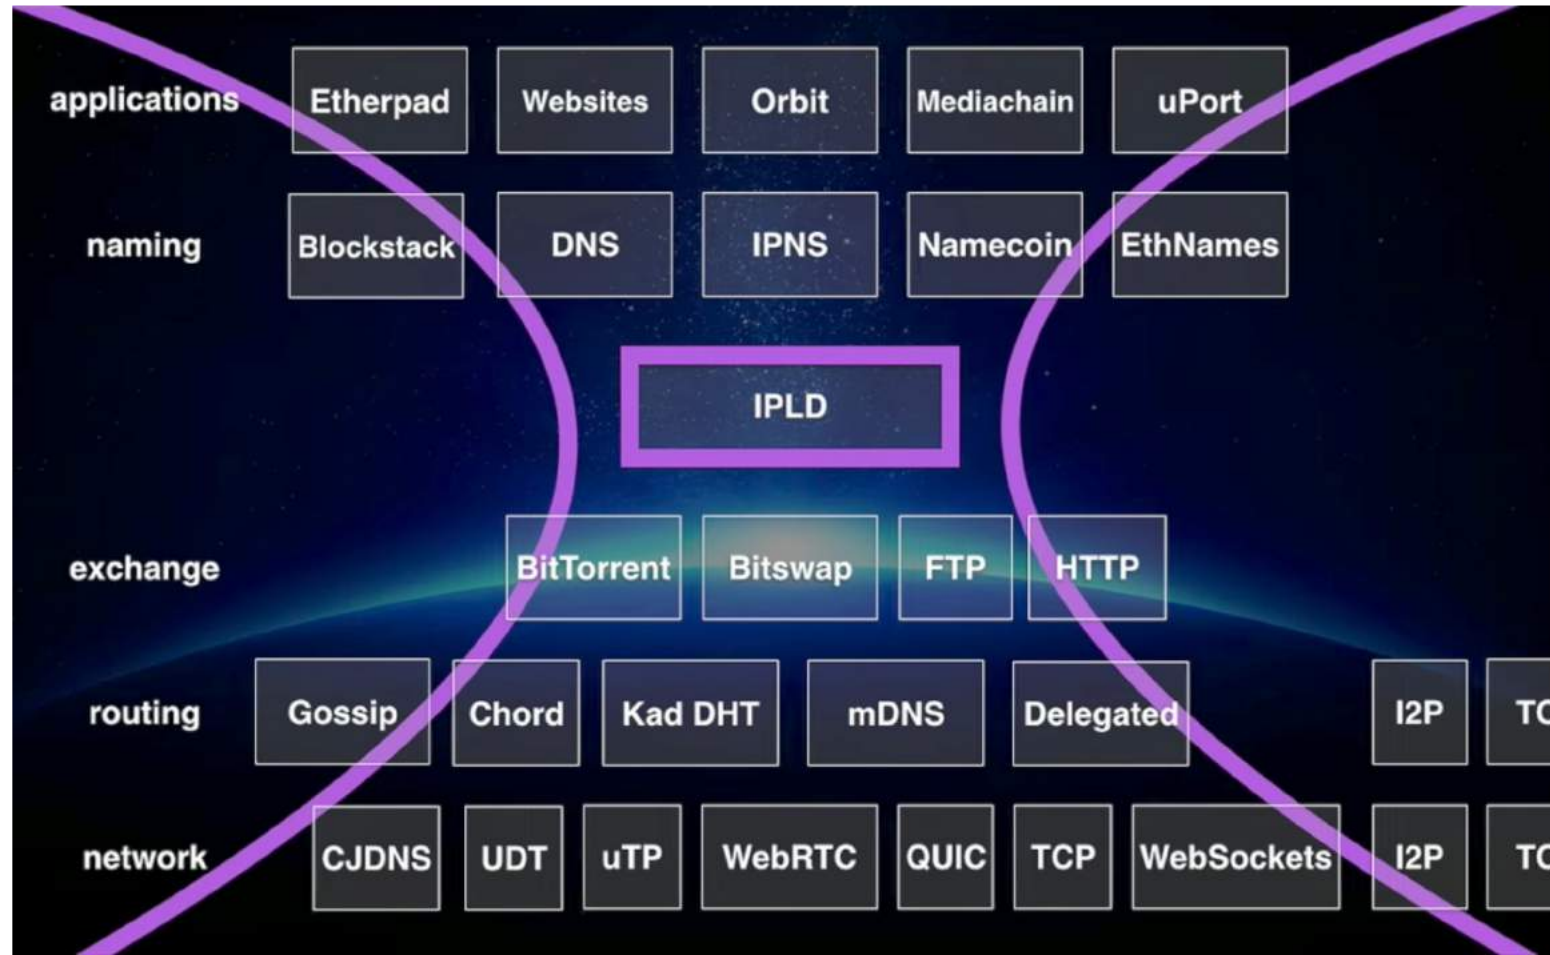 applications Etherpad Websites Orbit Mediachain uPort
naming Blockstack DNS IPNS Namecoin EthNames
IPLD
exchange BitTorrent Bitswap FTP HTTP
routing Gossip Chord Kad DHT mDNS Delegated I2P
network CJDNS UDT uTP WebRTC QUIC TCP WebSockets I2P